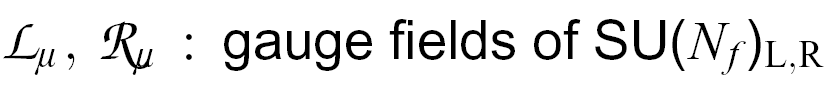 ℒμ, ℛμ : gauge fields of SU(Nf)L,R